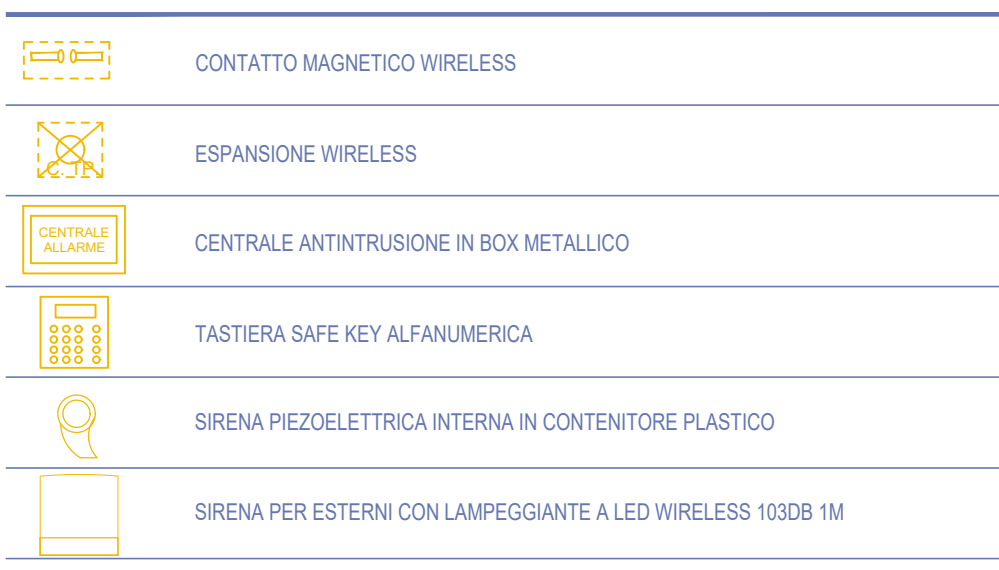 CONTATTO MAGNETICO WIRELESS
C. TP.
ESPANSIONE WIRELESS
CENTRALE
ALLARME
CENTRALE ANTINTRUSIONE IN BOX METALLICO
TASTIERA SAFE KEY ALFANUMERICA
SIRENA PIEZOELETTRICA INTERNA IN CONTENITORE PLASTICO
SIRENA PER ESTERNI CON LAMPEGGIANTE A LED WIRELESS 103DB 1M